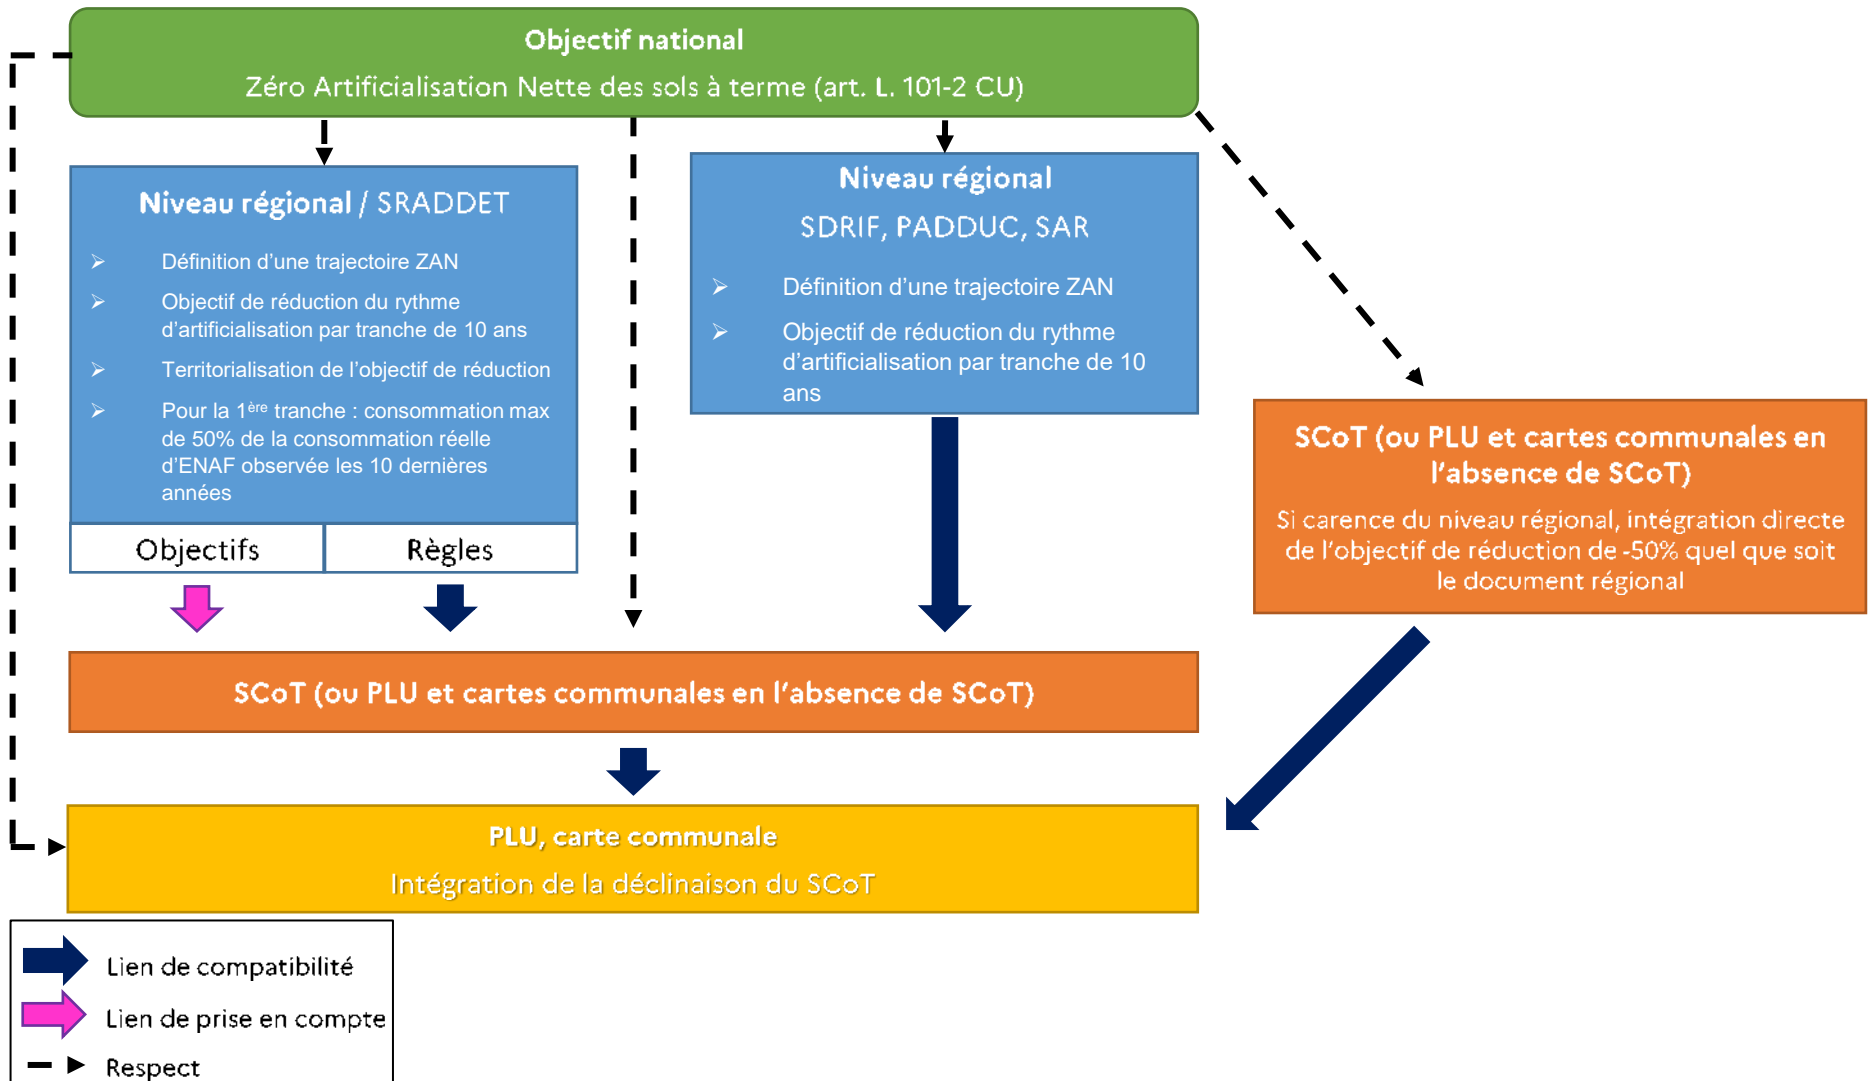 Objectif national
Zéro Artificialisation Nette des sols à terme (art. L. 101-2 CU)
Niveau régional / SRADDET
➢ Définition d'une trajectoire ZAN
➢ Objectif de réduction du rythme
d'artificialisation par tranche de 10 ans
➢ Territorialisation de l'objectif de réduction
➢ Pour la 1ère tranche : consommation max
de 50% de la consommation réelle
d'ENAF observée les 10 dernières
années
Objectifs
Règles
Niveau régional
SDRIF, PADDUC, SAR
➢ Définition d'une trajectoire ZAN
➢ Objectif de réduction du rythme
d'artificialisation par tranche de 10
ans
SCoT (ou PLU et cartes communales en
l'absence de SCoT)
Si carence du niveau régional, intégration directe
de l'objectif de réduction de -50% quel que soit
le document régional
SCoT (ou PLU et cartes communales en l'absence de SCoT)
PLU, carte communale
Intégration de la déclinaison du SCoT
Lien de compatibilité
Lien de prise en compte
Respect